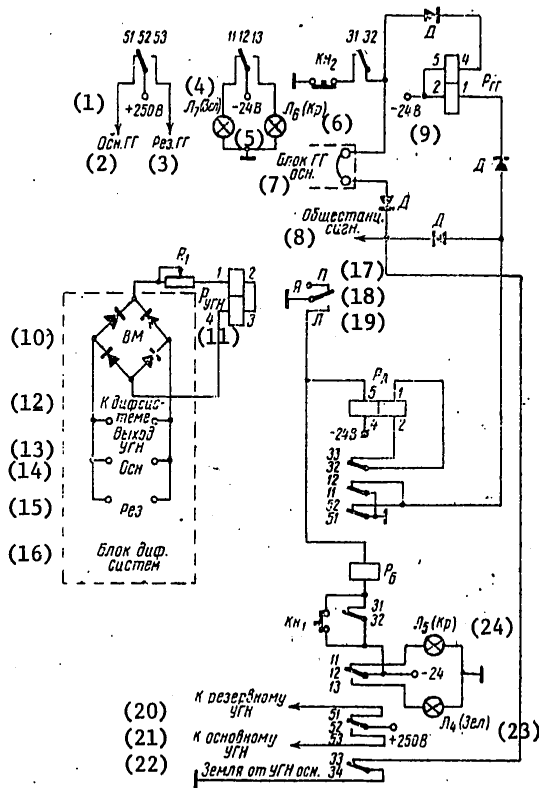 Д
51 52 53
11 12 13
Кн2
31 32
5 4
2 1
РГГ
(1)
+250В
(4)
-24В
-24В
(9)
Л7(Зел)
Л6(Кр)
(5)
(6)
Осн.ГГ
Рез.ГГ
(2)
(3)
Блок ГГ
осн.
(7)
Д
Д
Общестанц.
сигн.
(8)
Д
R1
1 2
РУГН
4 3
(11)
П
(17)
Я
(18)
Л
(19)
(10)
ВМ
(12)
К дифсис-
теме
Выход
УГН
(13)
(14)
Осн
(15)
Рез
(16)
Блок диф.
систем
РЛ
5 1
4 2
-24В
33
32
12
11
52
51
РБ
Кн1
31
32
Л5(Кр)
(24)
11
12
13
-24
Л4(Зел)
(23)
(20)
К резервному
УГН
51
52
53
+250В
(21)
К основному
УГН
(22)
Земля от УГН осн.
33
34